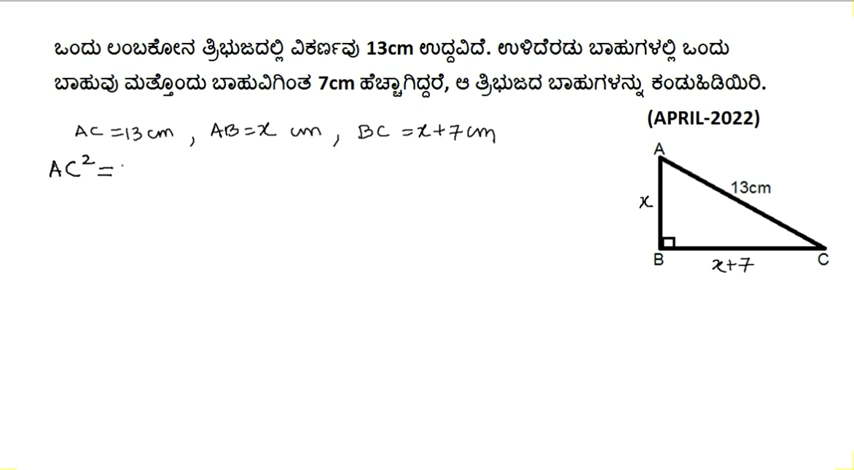 ಒಂದು ಲಂಬಕೋನ ತ್ರಿಭುಜದಲ್ಲಿ ವಿಕರ್ಣವು 13cm ಉದ್ದವಿದೆ. ಉಳಿದೆರಡು ಬಾಹುಗಳಲ್ಲಿ ಒಂದು
ಬಾಹುವು ಮತ್ತೊಂದು ಬಾಹುವಿಗಿಂತ 7cm ಹೆಚ್ಚಾಗಿದ್ದರೆ, ಆ ತ್ರಿಭುಜದ ಬಾಹುಗಳನ್ನು ಕಂಡುಹಿಡಿಯಿರಿ.
(APRIL-2022)
AC = 13 cm , AB = x cm , BC = x+7 cm
AC² =
A
13cm
x
B
x+7
C